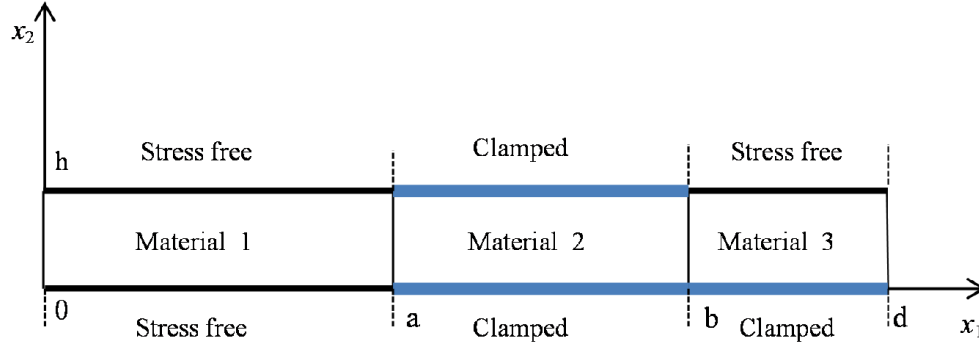 x₂
h
Stress free
Clamped
Stress free
Material 1
Material 2
Material 3
0
a
b
d
x₁
Stress free
Clamped
Clamped